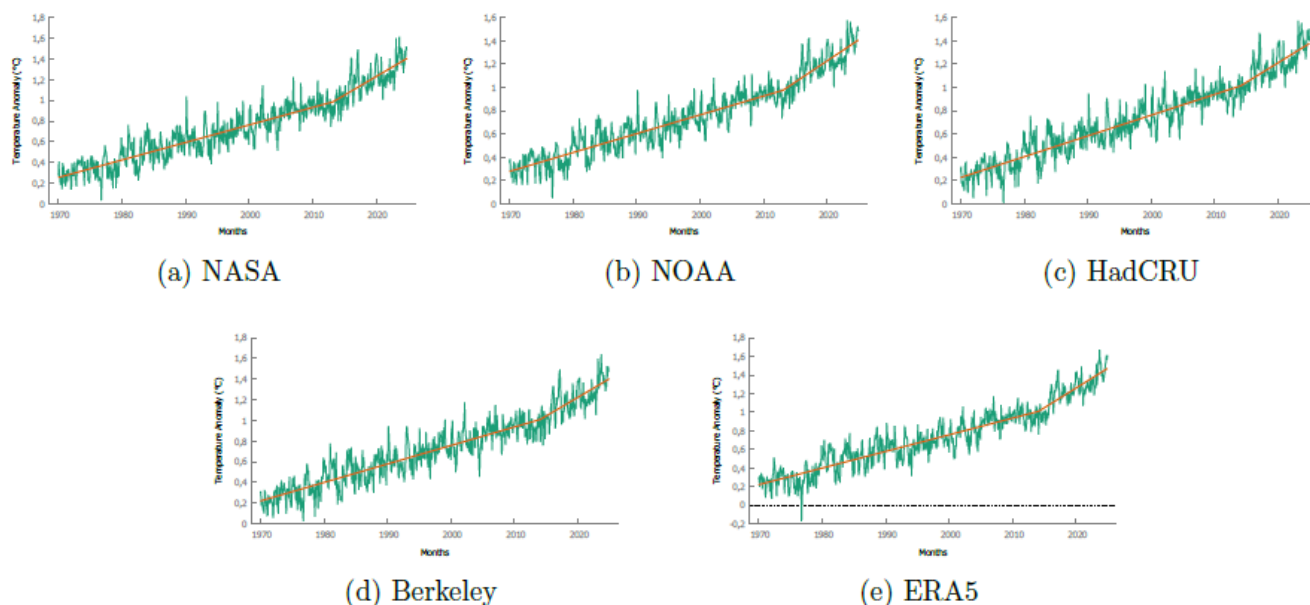 1,8
1,6
1,4
1,2
1
0,8
0,6
0,4
0,2
0
Temperature Anomaly (°C)
1970 1980 1990 2000 2010 2020
Months
(a) NASA
1,6
1,4
1,2
1
0,8
0,6
0,4
0,2
0
Temperature Anomaly (°C)
1970 1980 1990 2000 2010 2020
Months
(b) NOAA
1,6
1,4
1,2
1
0,8
0,6
0,4
0,2
0
Temperature Anomaly (°C)
1970 1980 1990 2000 2010 2020
Months
(c) HadCRU
1,8
1,6
1,4
1,2
1
0,8
0,6
0,4
0,2
0
Temperature Anomaly (°C)
1970 1980 1990 2000 2010 2020
Months
(d) Berkeley
1,8
1,6
1,4
1,2
1
0,8
0,6
0,4
0,2
0
-0,2
Temperature Anomaly (°C)
1970 1980 1990 2000 2010 2020
Months
(e) ERA5